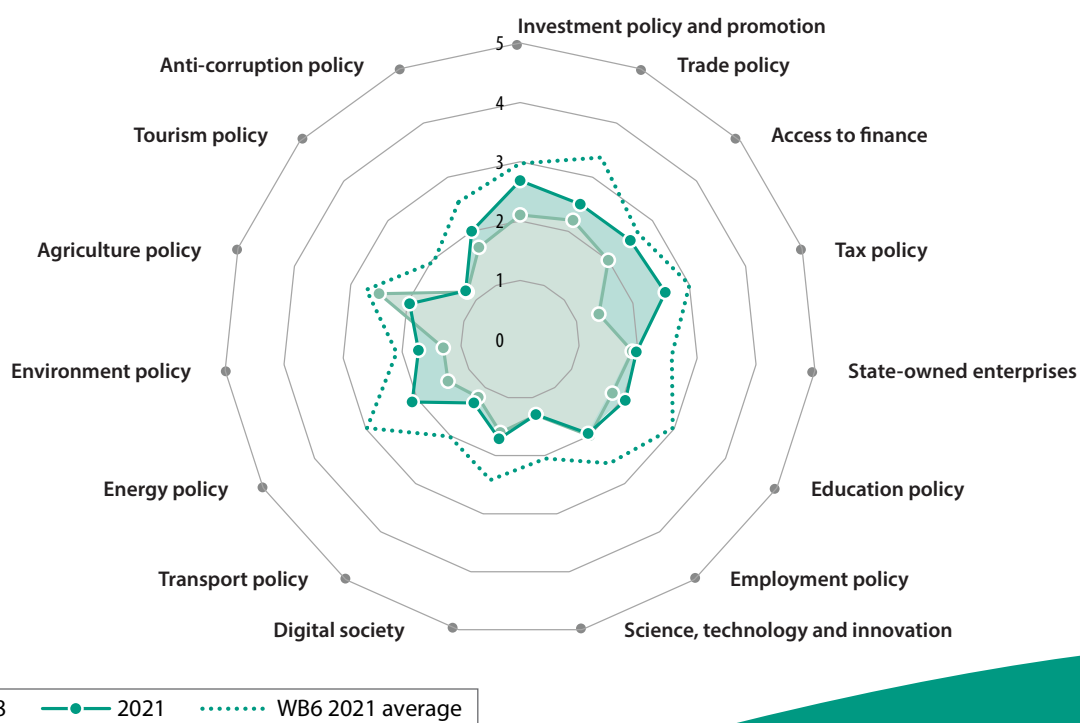 Investment policy and promotion
5
Anti-corruption policy
Trade policy
4
Tourism policy
Access to finance
3
2
Agriculture policy
Tax policy
1
0
Environment policy
State-owned enterprises
Energy policy
Education policy
Transport policy
Employment policy
Digital society
Science, technology and innovation
2021
WB6 2021 average